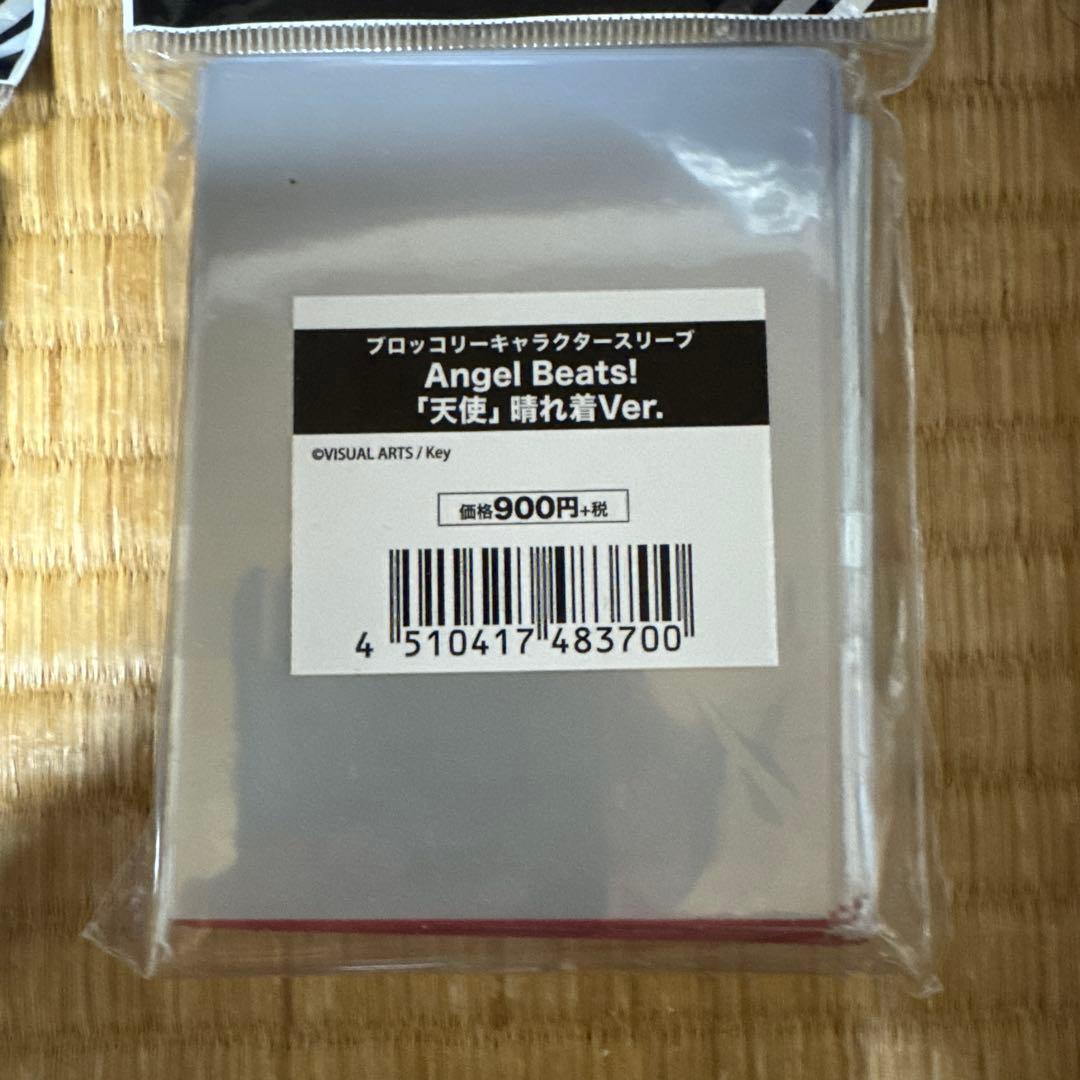 ブロッコリーキャラクタースリーブ
Angel Beats!
「天使」晴れ着Ver.
©VISUAL ARTS / Key
価格900円+税
4 510417 483700